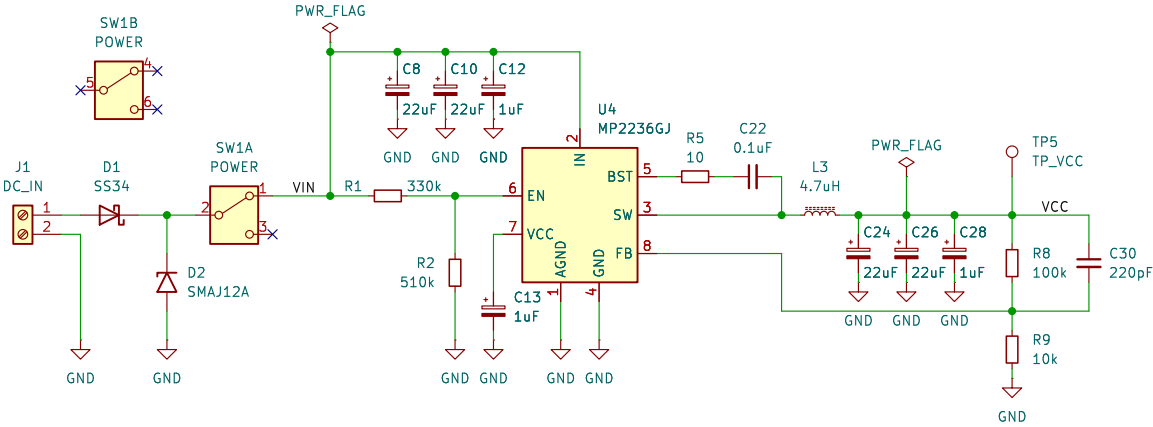 PWR_FLAG
SW1B
POWER
4
5
6
C8
22uF
GND
C10
22uF
GND
C12
1uF
GND
U4
MP2236GJ
2
IN
BST
5
EN
6
SW
3
VCC
7
FB
8
AGND
1
GND
4
R5
10
C22
0.1uF
J1
DC_IN
1
2
D1
SS34
SW1A
POWER
1
2
3
VIN
R1
330k
L3
4.7uH
PWR_FLAG
TP5
TP_VCC
VCC
D2
SMAJ12A
R2
510k
C13
1uF
C24
22uF
GND
C26
22uF
GND
C28
1uF
GND
R8
100k
C30
220pF
R9
10k
GND
GND
GND
GND
GND
GND
GND